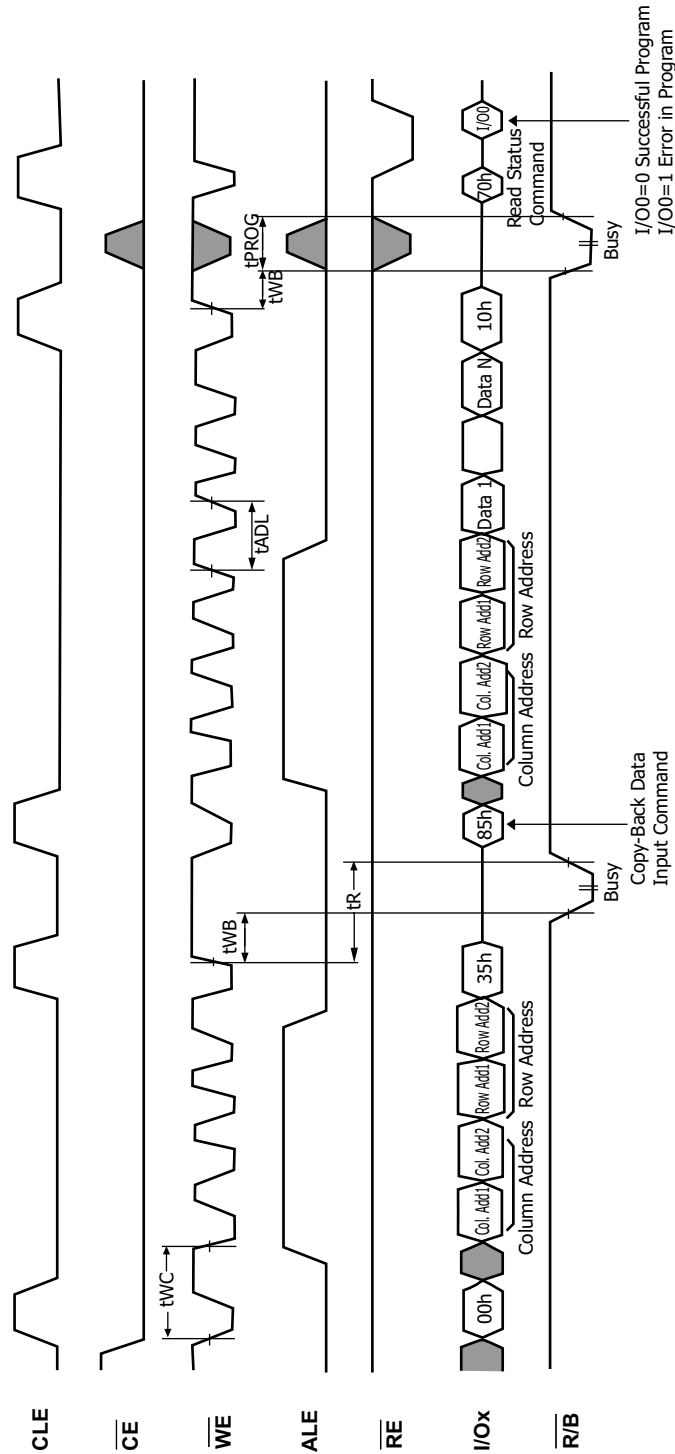 CLE
CE
WE
tWC
tWB
tADL
tWB
tPROG
ALE
tR
RE
I/Ox
00h
Col. Add1
Col. Add2
Row Add1
Row Add2
35h
85h
Col. Add1
Col. Add2
Row Add1
Row Add2
Data 1
Data N
10h
70h
I/O0
Column Address
Row Address
Column Address
Row Address
Read Status
Command
R/B
Busy
Busy
Copy-Back Data
Input Command
I/O0=0 Successful Program
I/O0=1 Error in Program